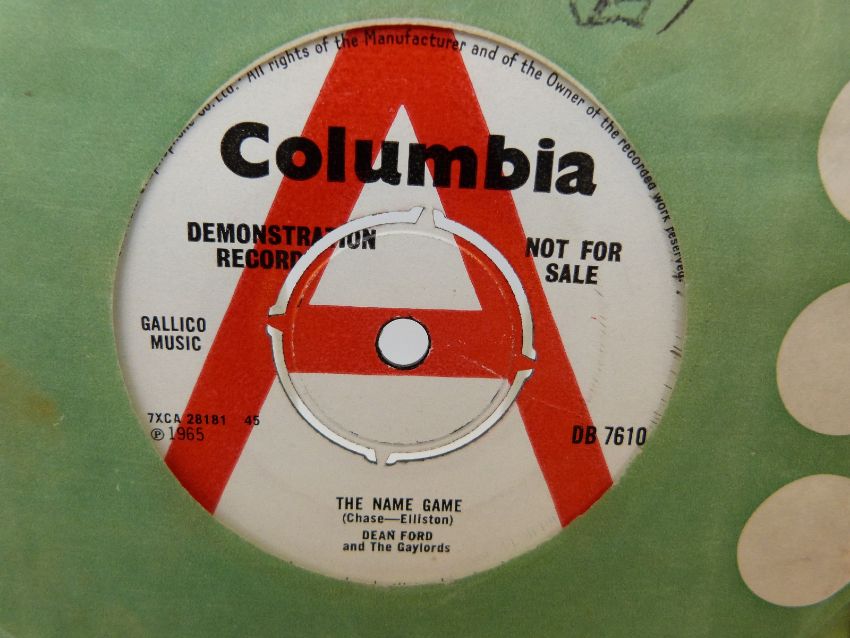 Co. Ltd. All rights of the Manufacturer and of the Owner of the recorded work reserved.
Columbia
DEMONSTRATION
RECORD
NOT FOR
SALE
GALLICO
MUSIC
7XCA 28181 45
℗ 1965
DB 7610
THE NAME GAME
(Chase—Elliston)
DEAN FORD
and The Gaylords